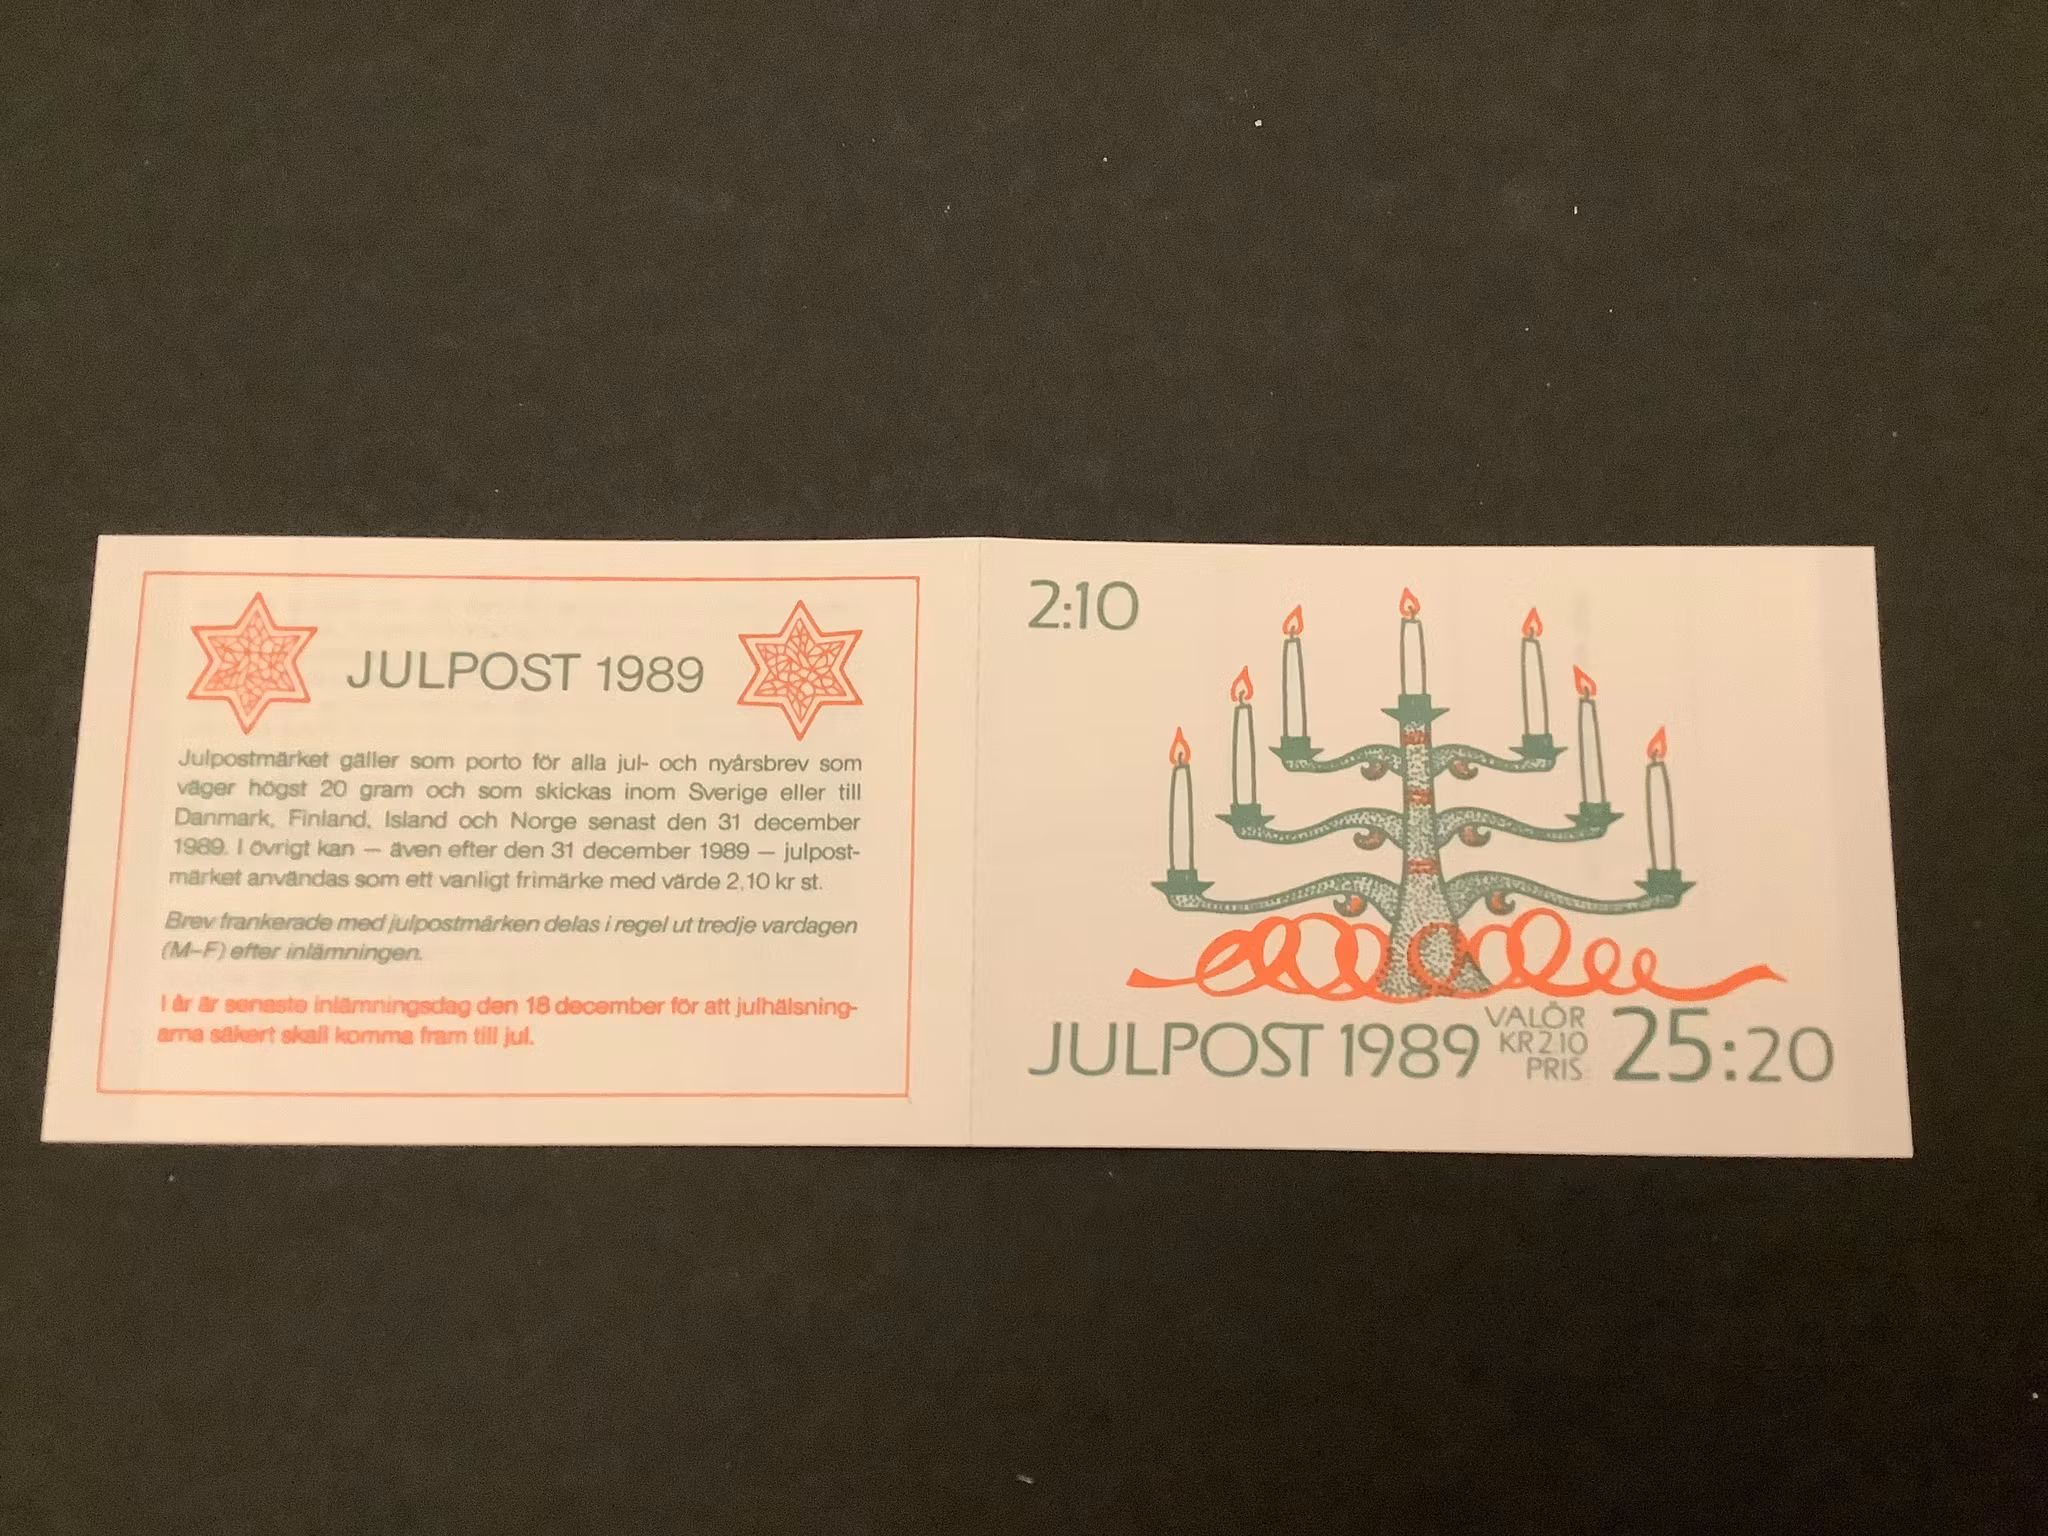 JULPOST 1989
Julpostmärket gäller som porto för alla jul- och nyårsbrev som
väger högst 20 gram och som skickas inom Sverige eller till
Danmark, Finland, Island och Norge senast den 31 december
1989. I övrigt kan – även efter den 31 december 1989 – julpost-
märket användas som ett vanligt frimärke med värde 2,10 kr st.
Brev frankerade med julpostmärken delas i regel ut tredje vardagen
(M–F) efter inlämningen.
I år är senaste inlämningsdag den 18 december för att julhälsning-
arna säkert skall komma fram till jul.
2:10
JULPOST 1989
VALÖR
KR 2:10
PRIS
25:20